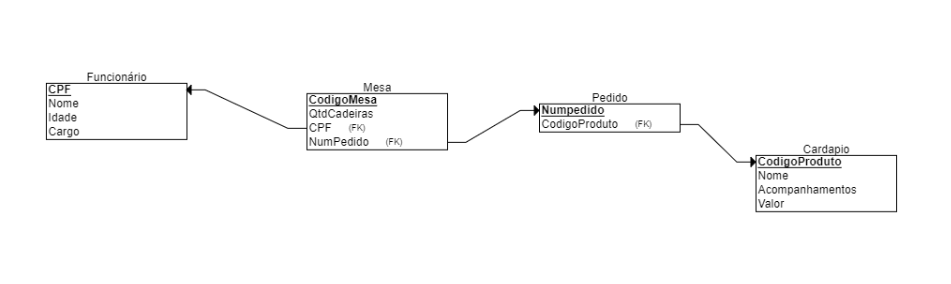 Funcionário
CPF
Nome
Idade
Cargo
Mesa
CodigoMesa
QtdCadeiras
CPF (FK)
NumPedido (FK)
Pedido
Numpedido
CodigoProduto (FK)
Cardapio
CodigoProduto
Nome
Acompanhamentos
Valor